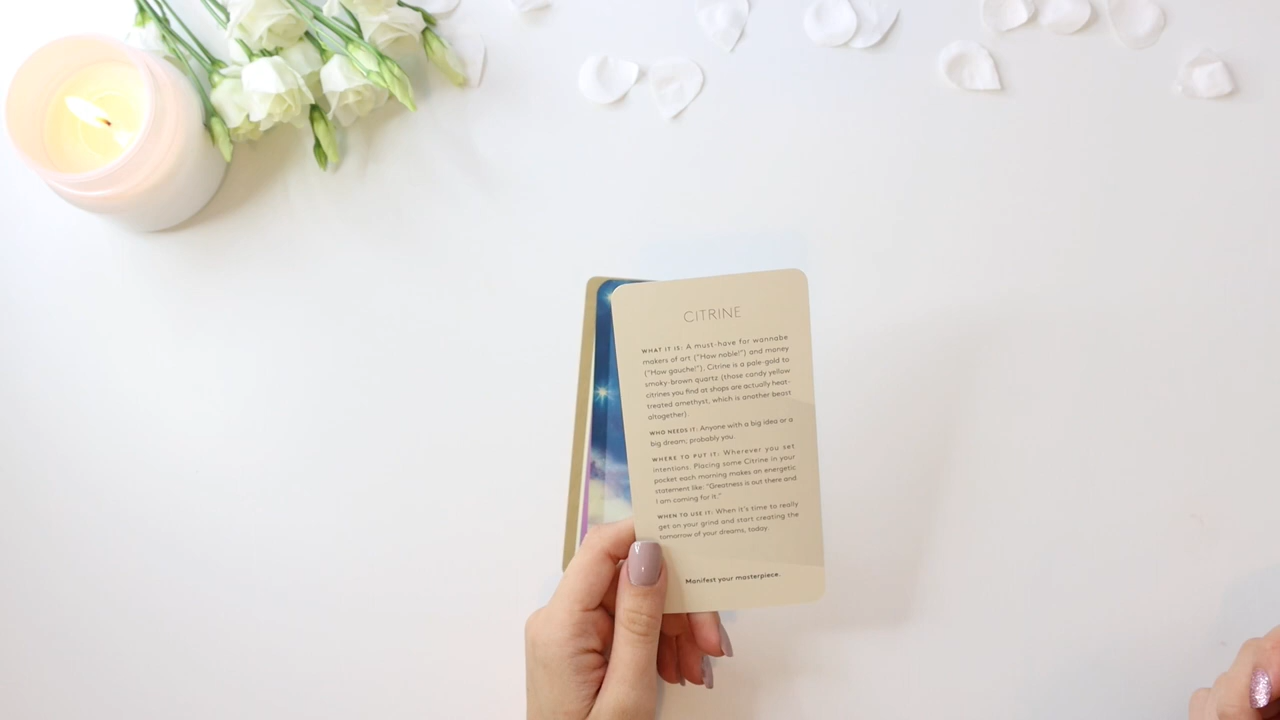 CITRINE
WHAT IT IS: A must-have for wannabe
makers of art ("How noble!") and money
("How gauche!"), Citrine is a pale-gold to
smoky-brown quartz (those candy yellow
citrines you find at shops are actually heat-
treated amethyst, which is another beast
altogether).
WHO NEEDS IT: Anyone with a big idea or a
big dream; probably you.
WHERE TO PUT IT: Wherever you set
intentions. Placing some Citrine in your
pocket each morning makes an energetic
statement like: "Greatness is out there and
I am coming for it."
WHEN TO USE IT: When it's time to really
get on your grind and start creating the
tomorrow of your dreams, today.
Manifest your masterpiece.